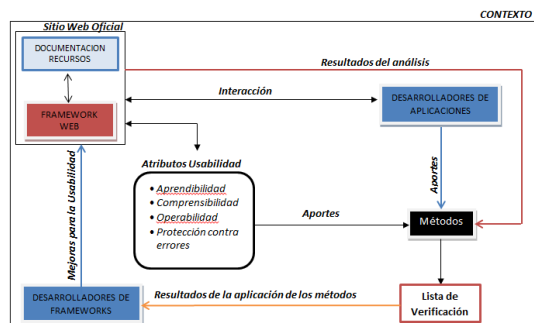 CONTEXTO
Sitio Web Oficial
DOCUMENTACION
RECURSOS
Resultados del análisis
Interacción
DESARROLLADORES DE
APLICACIONES
FRAMEWORK
WEB
Atributos Usabilidad
• Aprendibilidad
• Comprensibilidad
• Operabilidad
• Protección contra
errores
Mejoras para la Usabilidad
Aportes
Aportes
Métodos
DESARROLLADORES DE
FRAMEWORKS
Resultados de la aplicación de los métodos
Lista de
Verificación